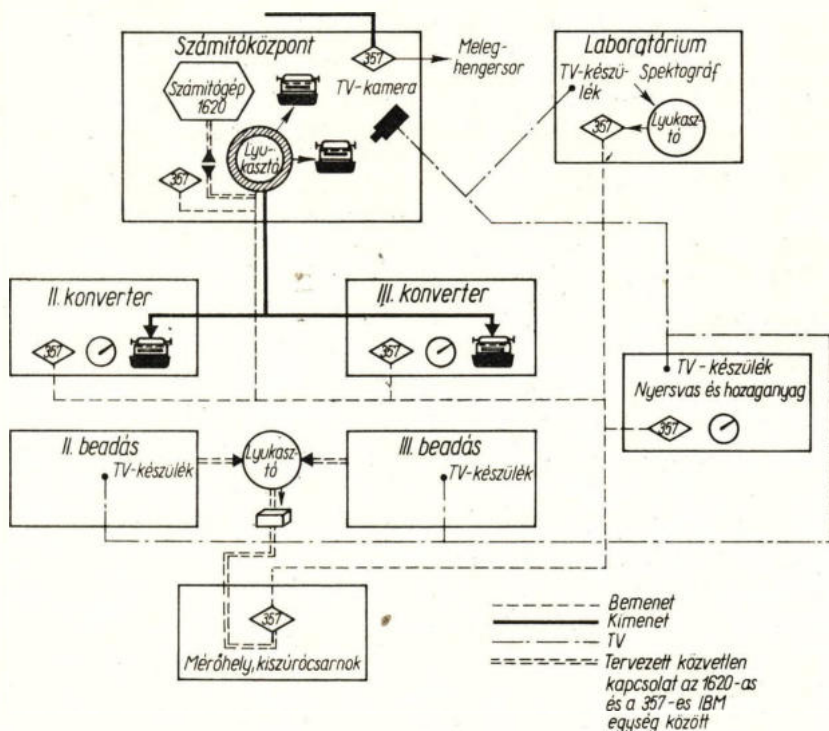 Számítóközpont
Számítógép
1620
357
TV-kamera
Lyu-
kasztó
357
Meleg-
hengersor
Laboratórium
TV-készü-
lék
Spektográf
357
Lyukasz-
tó
II. konverter
357
III. konverter
357
TV-készülék
Nyersvas és hozaganyag
357
II. beadás
TV-készülék
Lyukasz-
tó
III. beadás
TV-készülék
357
Mérőhely, kiszúrócsarnok
Bemenet
Kimenet
TV
Tervezett közvetlen
kapcsolat az 1620-as
és a 357-es IBM
egység között